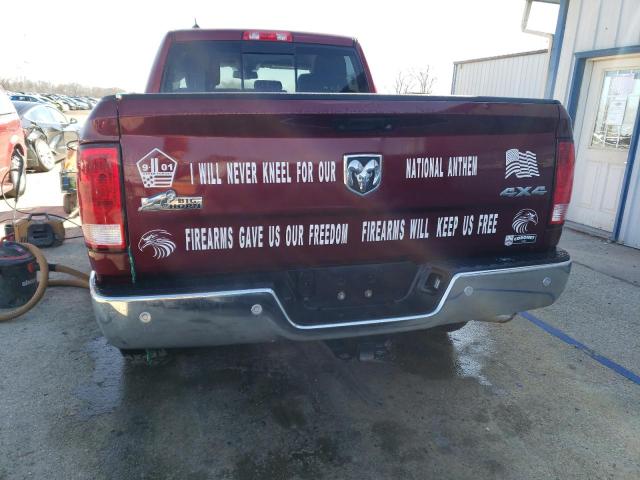 9-11-01
I WILL NEVER KNEEL FOR OUR NATIONAL ANTHEM
BIG
HORN
4X4
FIREARMS GAVE US OUR FREEDOM FIREARMS WILL KEEP US FREE